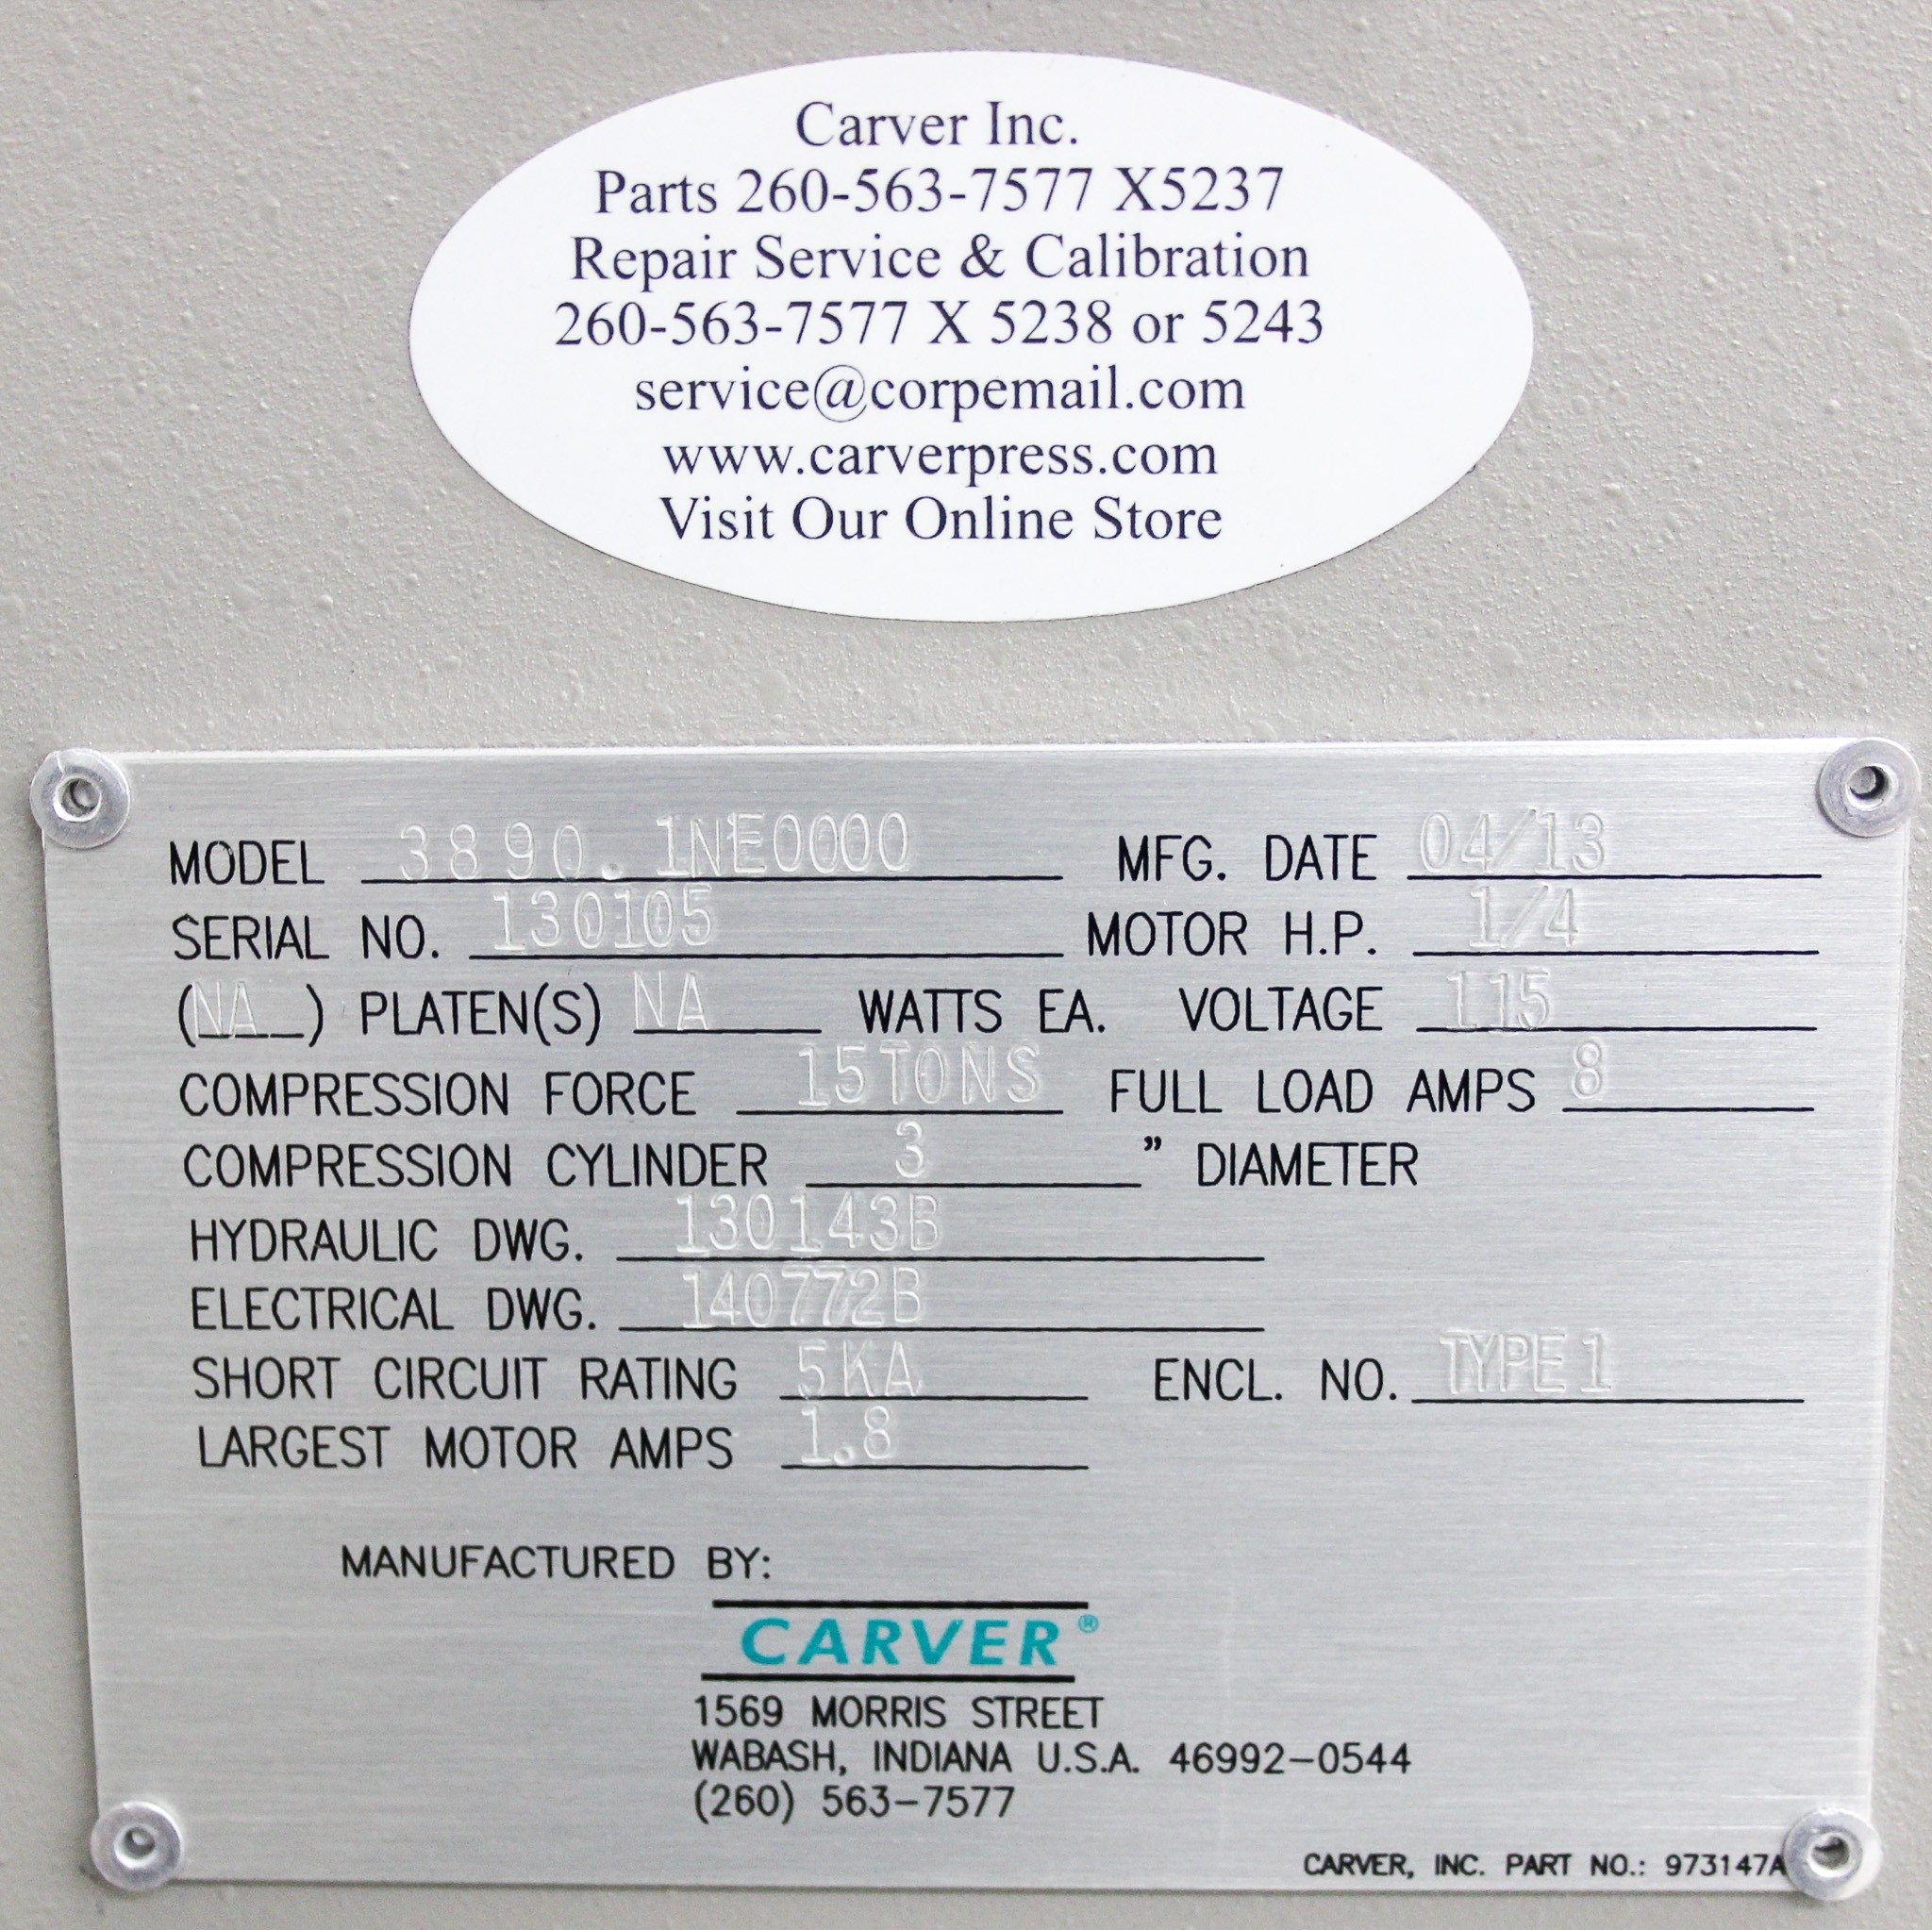 Carver Inc.
Parts 260-563-7577 X5237
Repair Service & Calibration
260-563-7577 X 5238 or 5243
service@corpemail.com
www.carverpress.com
Visit Our Online Store
MODEL 3890.1NE0000 MFG. DATE 04/13
SERIAL NO. 130105 MOTOR H.P. 1/4
(NA_) PLATEN(S) NA WATTS EA. VOLTAGE 115
COMPRESSION FORCE 15TONS FULL LOAD AMPS 8
COMPRESSION CYLINDER 3 " DIAMETER
HYDRAULIC DWG. 130143B
ELECTRICAL DWG. 140772B
SHORT CIRCUIT RATING 5KA ENCL. NO. TYPE 1
LARGEST MOTOR AMPS 1.8
MANUFACTURED BY:
CARVER®
1569 MORRIS STREET
WABASH, INDIANA U.S.A. 46992-0544
(260) 563-7577
CARVER, INC. PART NO.: 973147A